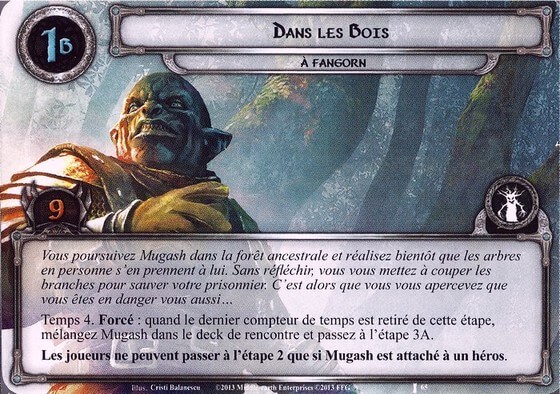 1B
DANS LES BOIS
À FANGORN
9
Vous poursuivez Mugash dans la forêt ancestrale et réalisez bientôt que les arbres
en personne s'en prennent à lui. Sans réfléchir, vous vous mettez à couper les
branches pour sauver votre prisonnier. C'est alors que vous vous apercevez que
vous êtes en danger vous aussi…
Temps 4. Forcé : quand le dernier compteur de temps est retiré de cette étape,
mélangez Mugash dans le deck de rencontre et passez à l'étape 3A.
Les joueurs ne peuvent passer à l'étape 2 que si Mugash est attaché à un héros.
Illus. Cristi Balanescu ©2013 Middle-earth Enterprises ©2013 FFG 65